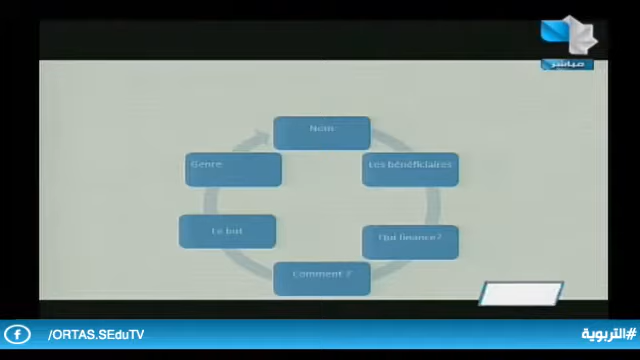 مباشر
Nom
Genre
Les bénéficiaires
Le but
Qui finance?
Comment ?
/ORTAS.SEduTV
#التربوية